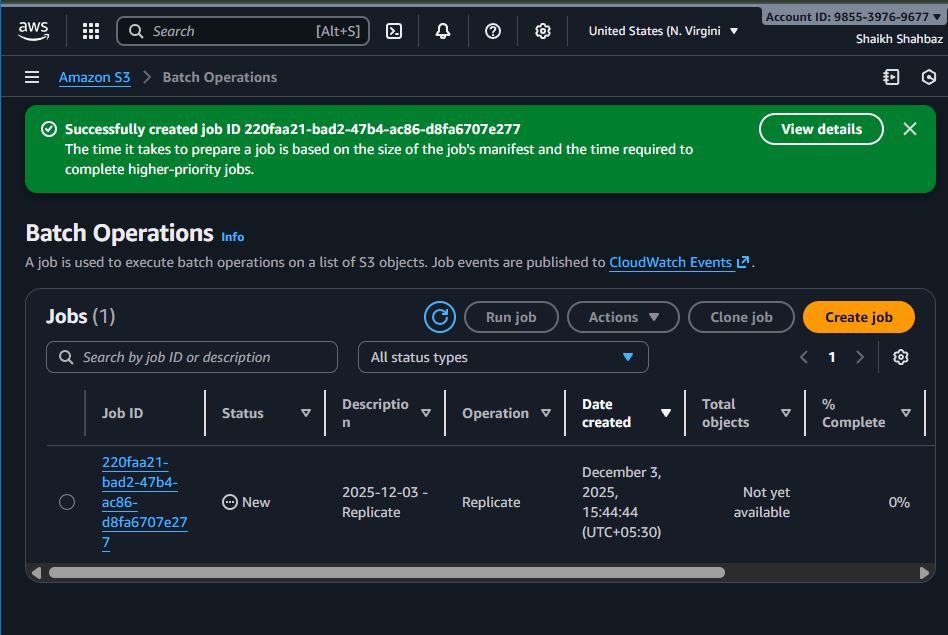 aws
Search [Alt+S]
United States (N. Virgini
Account ID: 9855-3976-9677
Shaikh Shahbaz
Amazon S3 > Batch Operations
Successfully created job ID 220faa21-bad2-47b4-ac86-d8fa6707e277
The time it takes to prepare a job is based on the size of the job's manifest and the time required to
complete higher-priority jobs.
View details
Batch Operations Info
A job is used to execute batch operations on a list of S3 objects. Job events are published to CloudWatch Events.
Jobs (1)
Run job
Actions
Clone job
Create job
Search by job ID or description
All status types
1
Job ID
Status
Descriptio
n
Operation
Date
created
Total
objects
%
Complete
220faa21-
bad2-47b4-
ac86-
d8fa6707e27
7
New
2025-12-03 -
Replicate
Replicate
December 3,
2025,
15:44:44
(UTC+05:30)
Not yet
available
0%